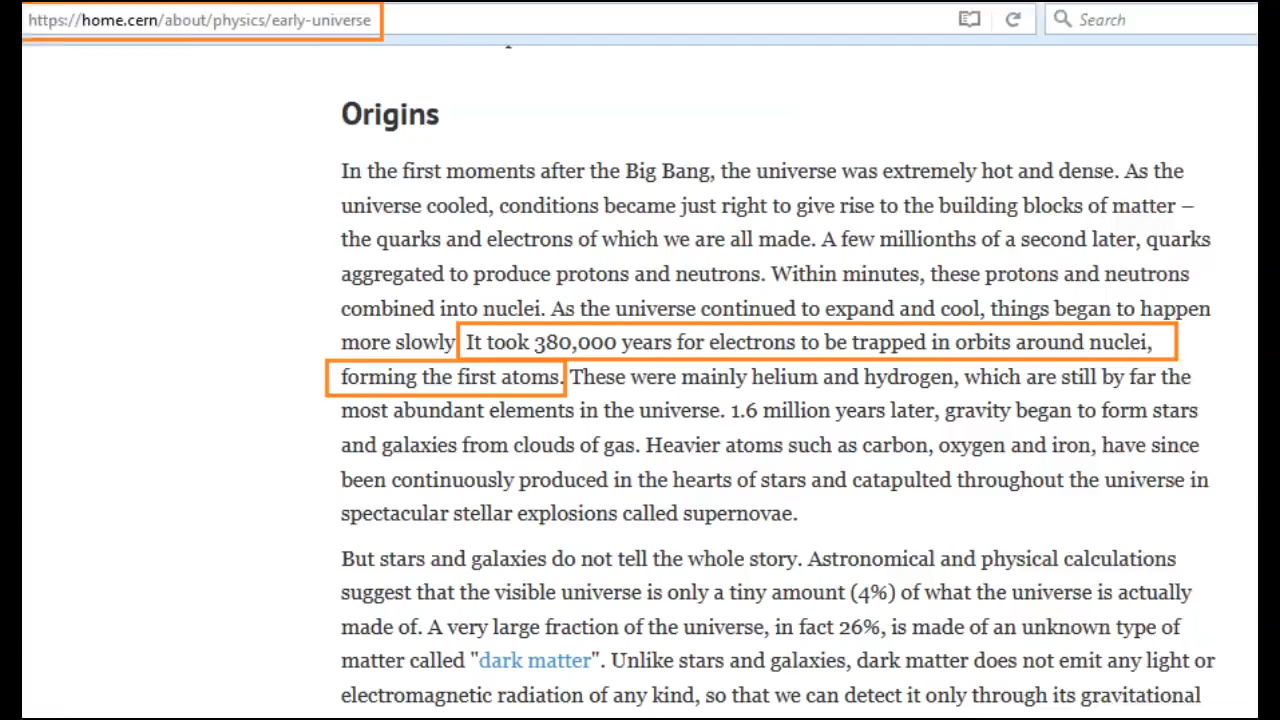 https://home.cern/about/physics/early-universe
Search
Origins
In the first moments after the Big Bang, the universe was extremely hot and dense. As the
universe cooled, conditions became just right to give rise to the building blocks of matter –
the quarks and electrons of which we are all made. A few millionths of a second later, quarks
aggregated to produce protons and neutrons. Within minutes, these protons and neutrons
combined into nuclei. As the universe continued to expand and cool, things began to happen
more slowly. It took 380,000 years for electrons to be trapped in orbits around nuclei,
forming the first atoms. These were mainly helium and hydrogen, which are still by far the
most abundant elements in the universe. 1.6 million years later, gravity began to form stars
and galaxies from clouds of gas. Heavier atoms such as carbon, oxygen and iron, have since
been continuously produced in the hearts of stars and catapulted throughout the universe in
spectacular stellar explosions called supernovae.
But stars and galaxies do not tell the whole story. Astronomical and physical calculations
suggest that the visible universe is only a tiny amount (4%) of what the universe is actually
made of. A very large fraction of the universe, in fact 26%, is made of an unknown type of
matter called "dark matter". Unlike stars and galaxies, dark matter does not emit any light or
electromagnetic radiation of any kind, so that we can detect it only through its gravitational